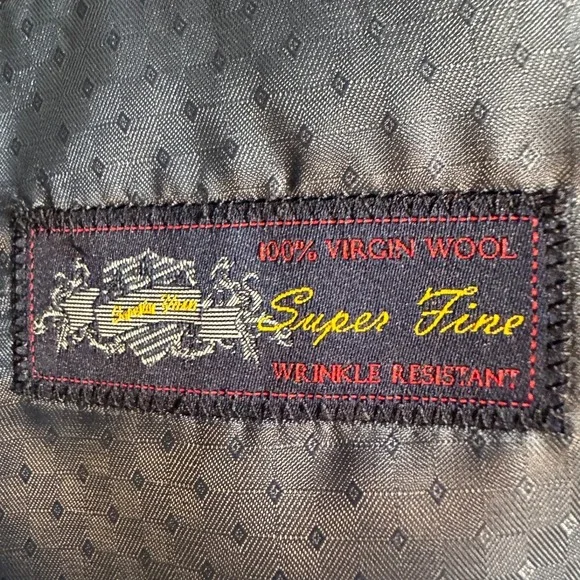 100% VIRGIN WOOL
Super Fine
WRINKLE RESISTANT